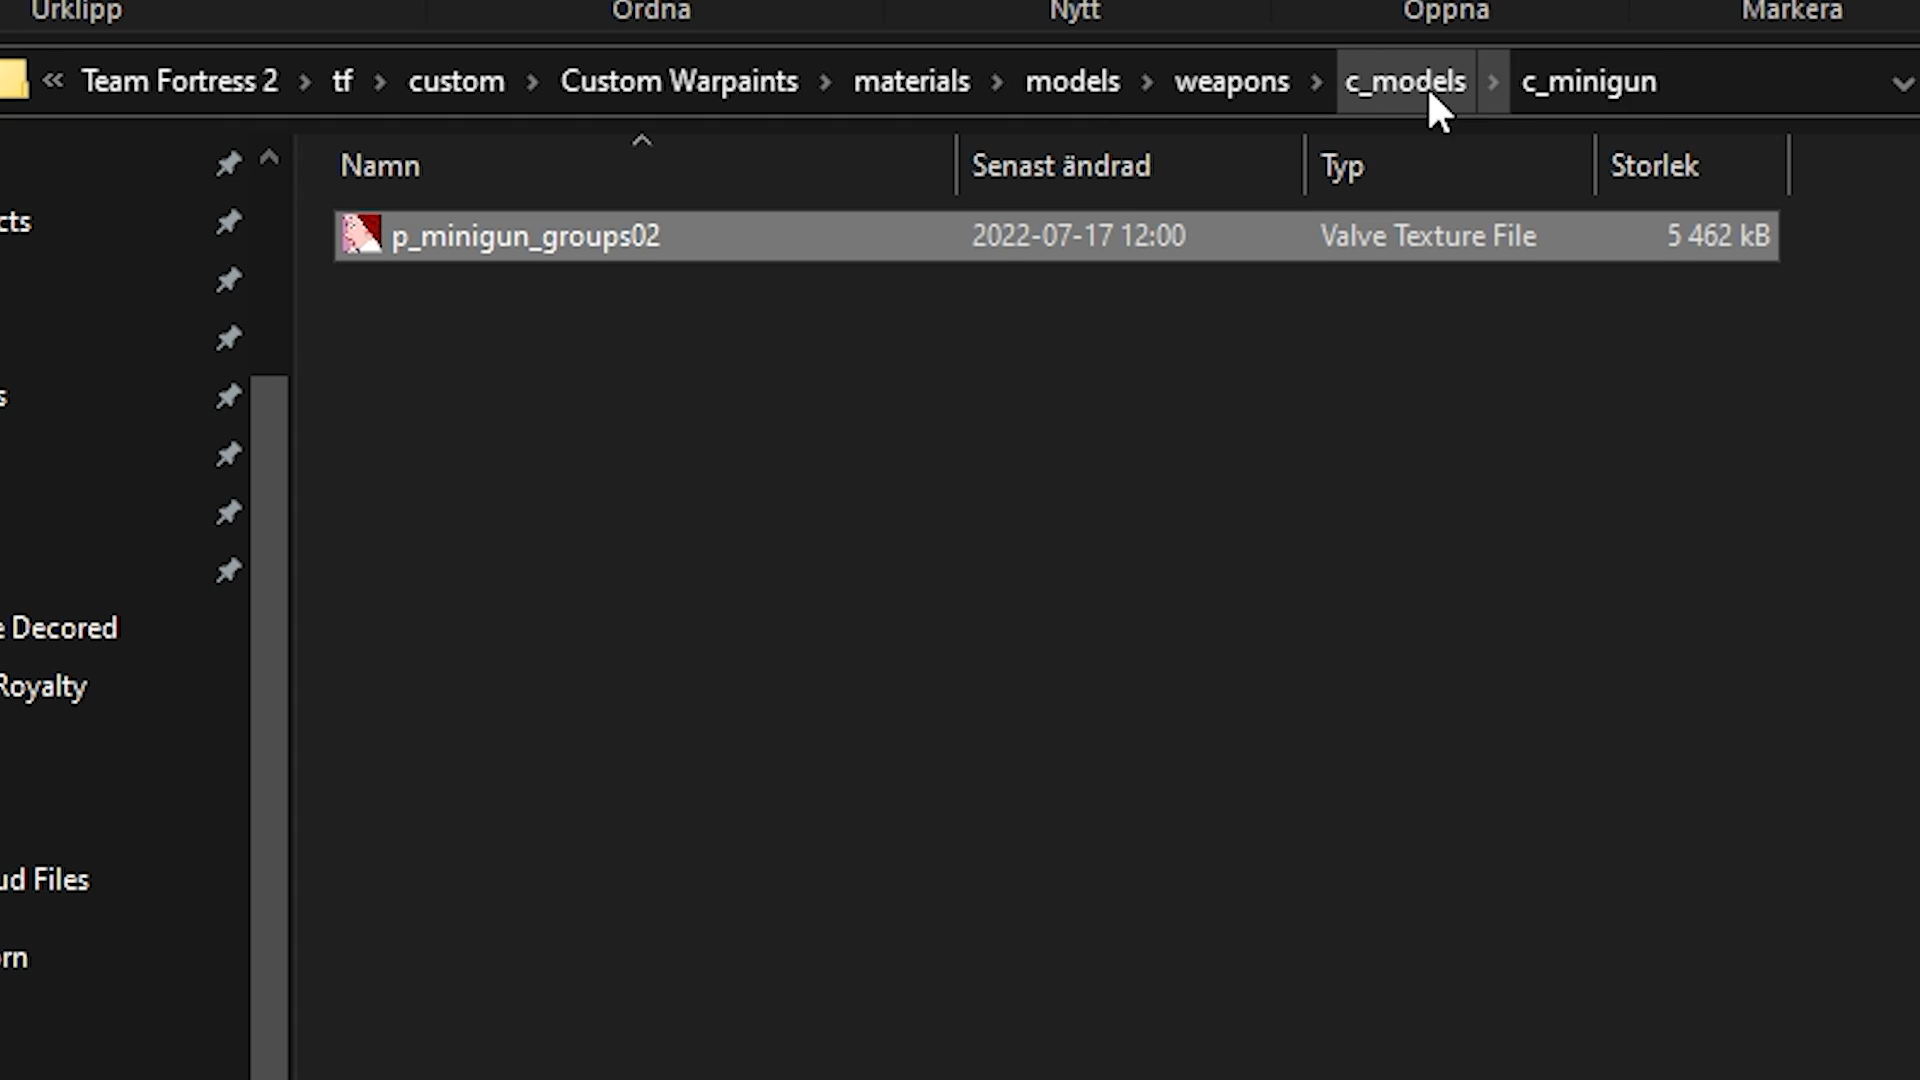 Urklipp Ordna Nytt Öppna Markera
« Team Fortress 2 > tf > custom > Custom Warpaints > materials > models > weapons > c_models > c_minigun
Namn Senast ändrad Typ Storlek
cts
p_minigun_groups02 2022-07-17 12:00 Valve Texture File 5 462 kB
s
e Decored
Royalty
ud Files
orn